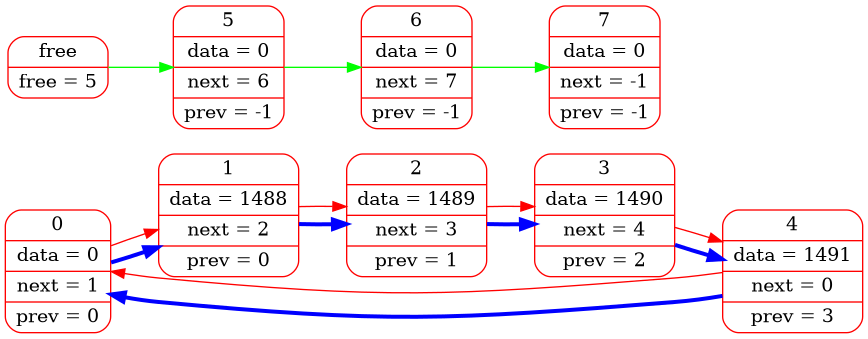 free
free = 5
5
data = 0
next = 6
prev = -1
6
data = 0
next = 7
prev = -1
7
data = 0
next = -1
prev = -1
0
data = 0
next = 1
prev = 0
1
data = 1488
next = 2
prev = 0
2
data = 1489
next = 3
prev = 1
3
data = 1490
next = 4
prev = 2
4
data = 1491
next = 0
prev = 3